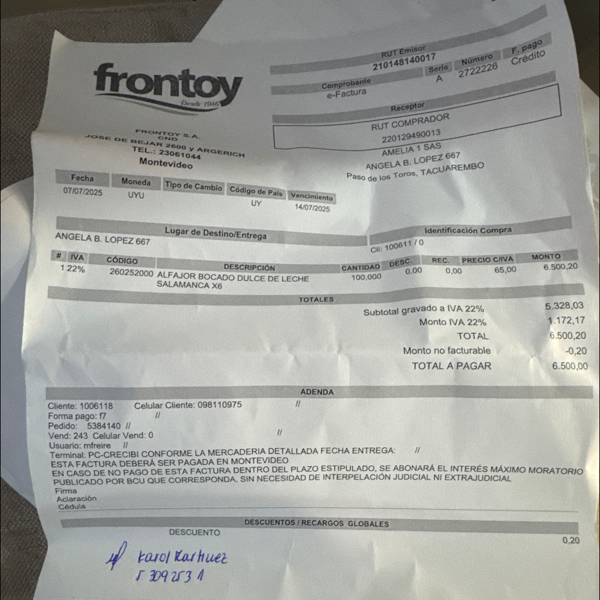 frontoy
Desde 1946
FRONTOY S.A.
CND
JOSE DE BEJAR 2600 y ARGERICH
TEL.: 23061044
Montevideo
RUT Emisor
210148140017
Comprobante Serie Número F. pago
e-Factura A 2722226 Crédito
Receptor
RUT COMPRADOR
220129490013
AMELIA 1 SAS
ANGELA B. LOPEZ 667
Paso de los Toros, TACUAREMBO
Fecha Moneda Tipo de Cambio Código de País Vencimiento
07/07/2025 UYU UY 14/07/2025
Lugar de Destino/Entrega Identificación Compra
ANGELA B. LOPEZ 667 Cli: 100611 / 0
# IVA CÓDIGO DESCRIPCIÓN CANTIDAD DESC. REC. PRECIO C/IVA MONTO
1 22% 260252000 ALFAJOR BOCADO DULCE DE LECHE 100,000 0,00 0,00 65,00 6.500,20
SALAMANCA X6
TOTALES
Subtotal gravado a IVA 22% 5.328,03
Monto IVA 22% 1.172,17
TOTAL 6.500,20
Monto no facturable -0,20
TOTAL A PAGAR 6.500,00
ADENDA
Cliente: 1006118 Celular Cliente: 098110975 //
Forma pago: f7 //
Pedido: 5384140 //
Vend: 243 Celular Vend: 0 //
Usuario: mfreire //
Terminal: PC-CRECIBI CONFORME LA MERCADERIA DETALLADA FECHA ENTREGA: //
ESTA FACTURA DEBERÁ SER PAGADA EN MONTEVIDEO
EN CASO DE NO PAGO DE ESTA FACTURA DENTRO DEL PLAZO ESTIPULADO, SE ABONARÁ EL INTERÉS MÁXIMO MORATORIO
PUBLICADO POR BCU QUE CORRESPONDA, SIN NECESIDAD DE INTERPELACIÓN JUDICIAL NI EXTRAJUDICIAL
Firma
Aclaración
Cédula
DESCUENTOS / RECARGOS GLOBALES
DESCUENTO 0,20
Karol
5309253 1